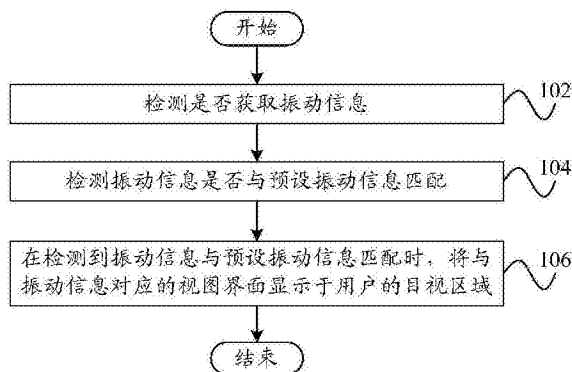 开始
检测是否获取振动信息
102
检测振动信息是否与预设振动信息匹配
104
在检测到振动信息与预设振动信息匹配时，将与
振动信息对应的视图界面显示于用户的目视区域
106
结束